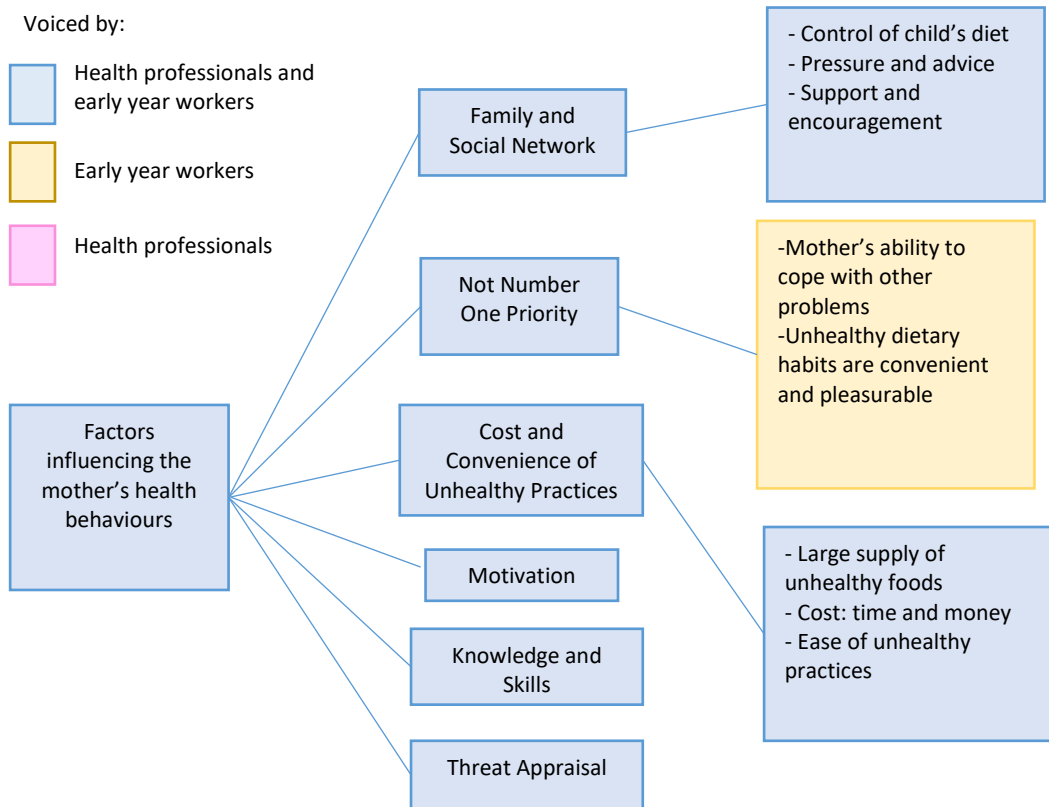 Voiced by:
Health professionals and
early year workers
Early year workers
Health professionals
Factors
influencing the
mother’s health
behaviours
Family and
Social Network
Not Number
One Priority
Cost and
Convenience of
Unhealthy Practices
Motivation
Knowledge and
Skills
Threat Appraisal
- Control of child’s diet
- Pressure and advice
- Support and
encouragement
-Mother’s ability to
cope with other
problems
-Unhealthy dietary
habits are convenient
and pleasurable
- Large supply of
unhealthy foods
- Cost: time and money
- Ease of unhealthy
practices